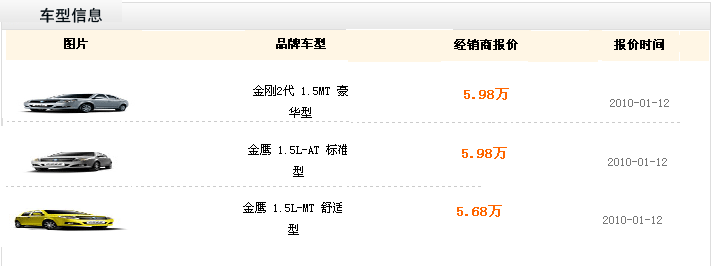 车型信息
图片 品牌车型 经销商报价 报价时间
金刚2代 1.5MT 豪
华型
5.98万
2010-01-12
金鹰 1.5L-AT 标准
型
5.98万
2010-01-12
金鹰 1.5L-MT 舒适
型
5.68万
2010-01-12